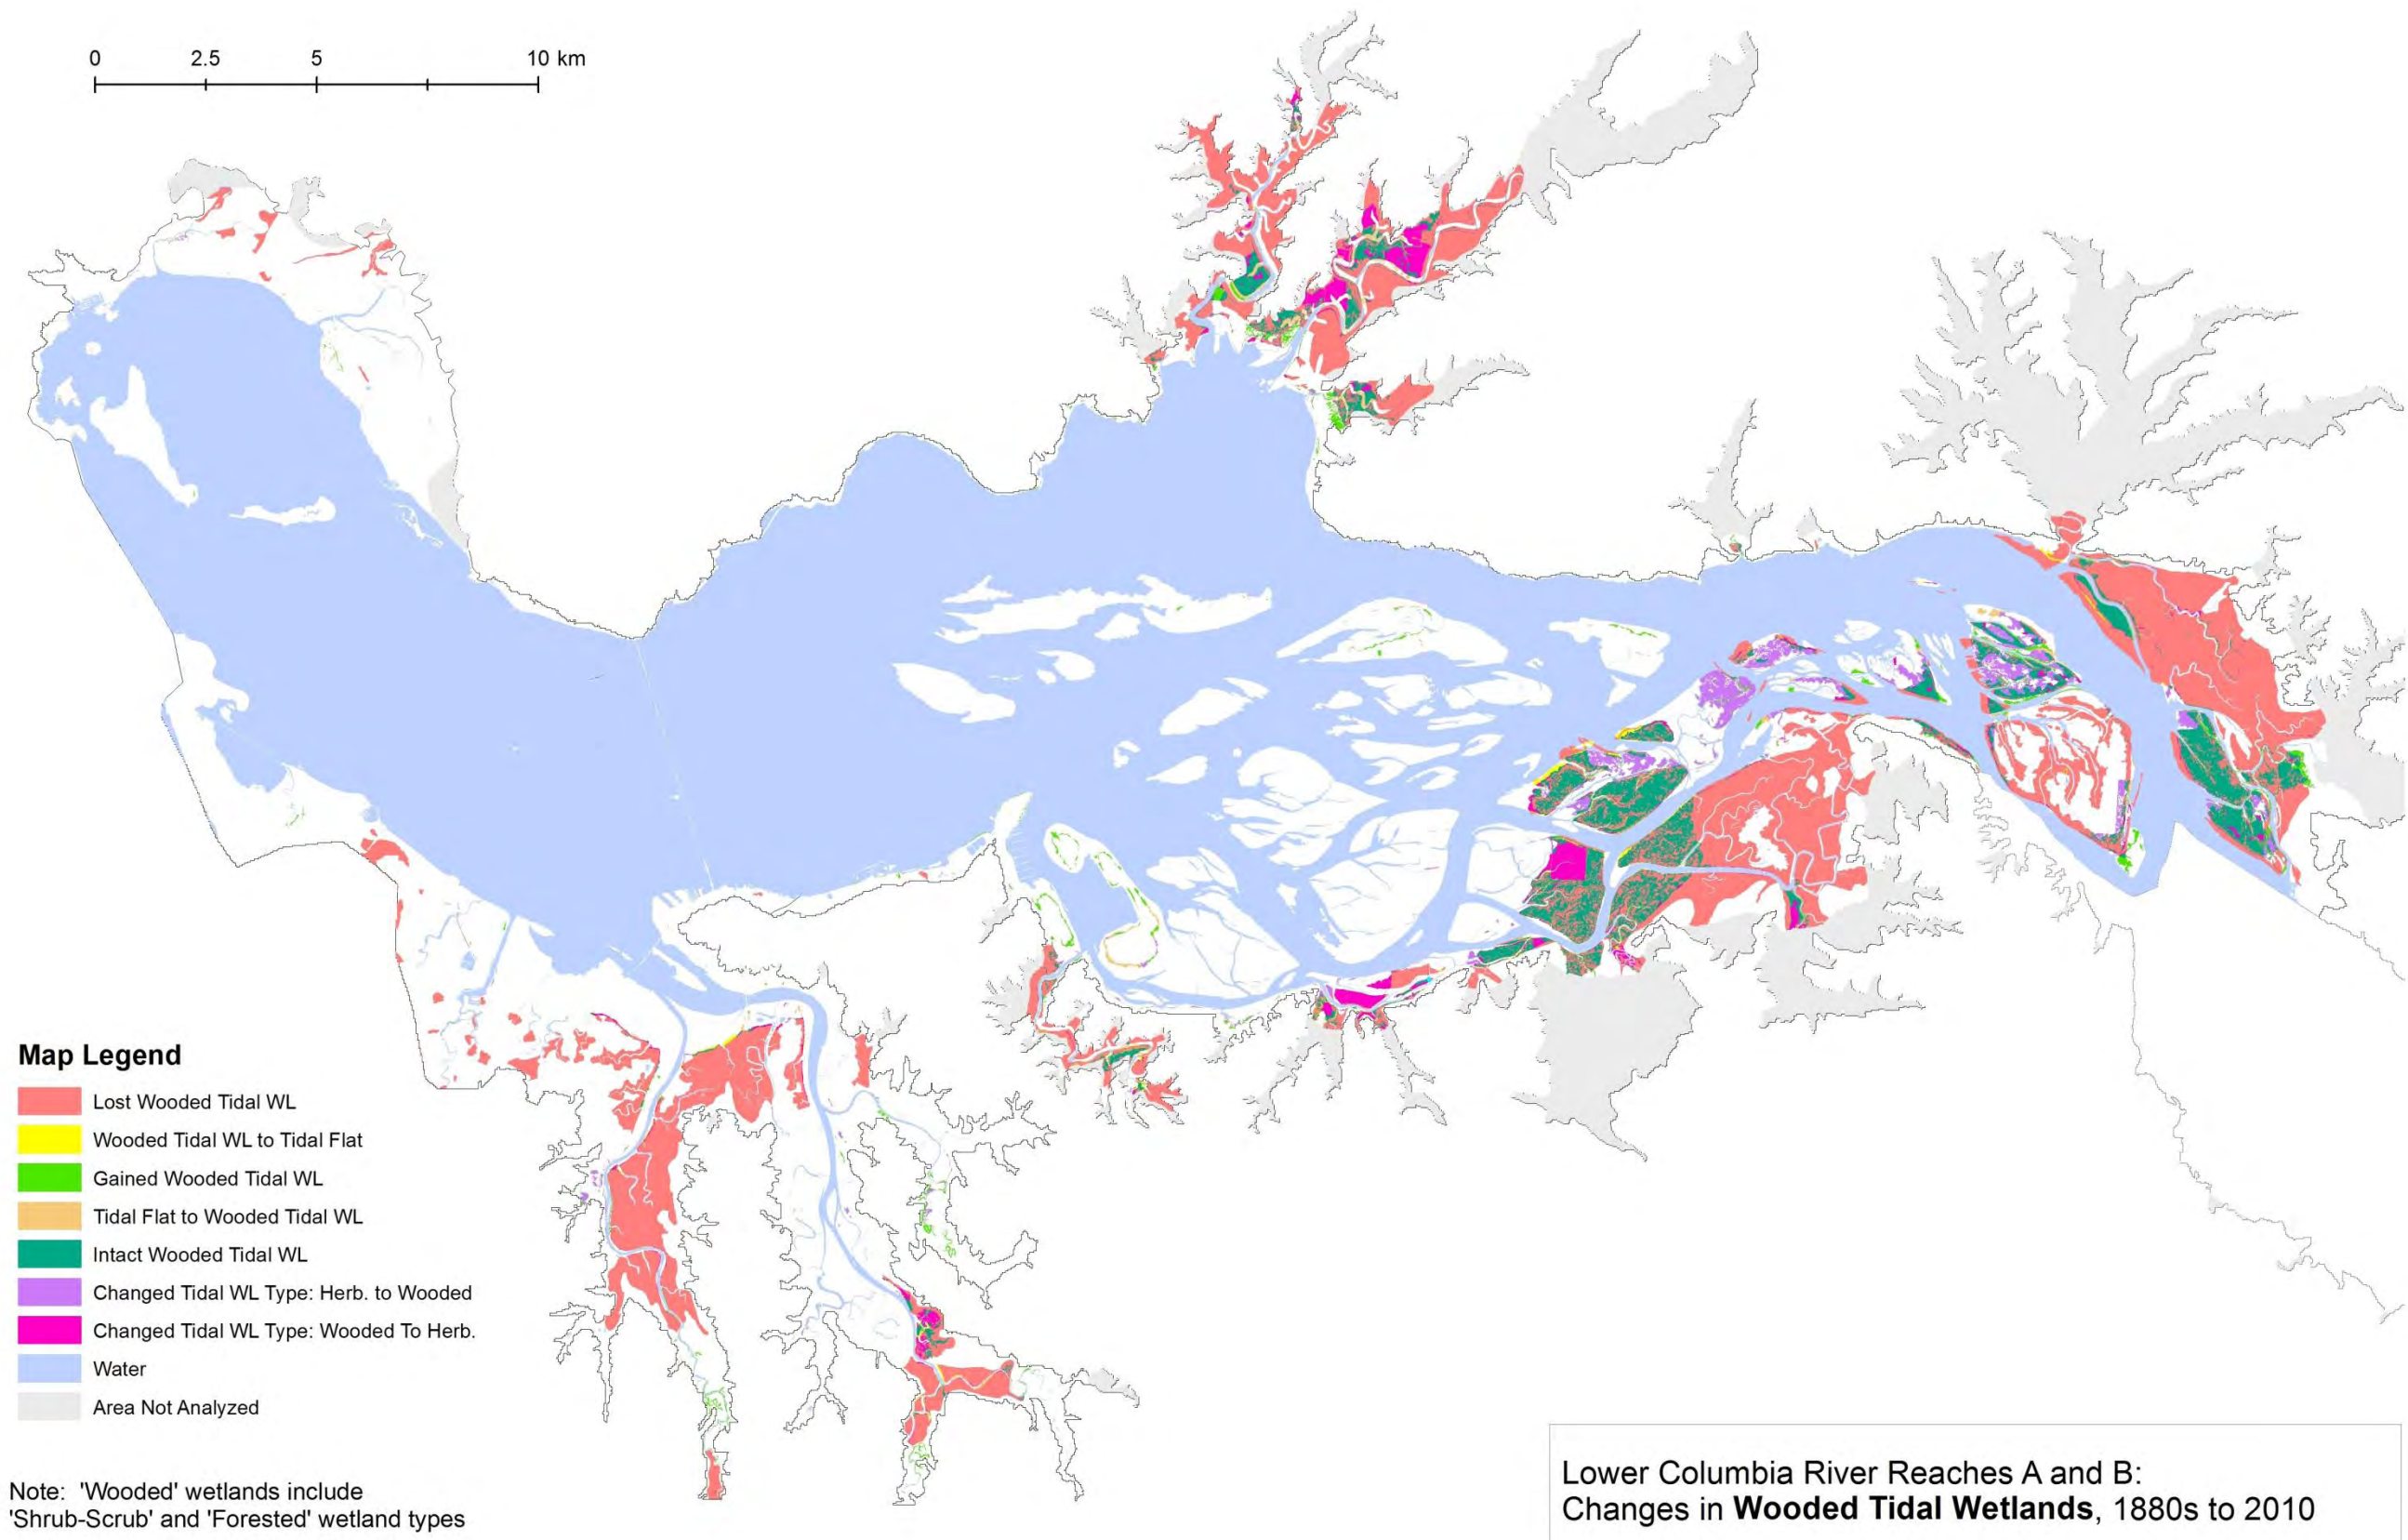 0 2.5 5 10 km
Map Legend
Lost Wooded Tidal WL
Wooded Tidal WL to Tidal Flat
Gained Wooded Tidal WL
Tidal Flat to Wooded Tidal WL
Intact Wooded Tidal WL
Changed Tidal WL Type: Herb. to Wooded
Changed Tidal WL Type: Wooded To Herb.
Water
Area Not Analyzed
Note: 'Wooded' wetlands include
'Shrub-Scrub' and 'Forested' wetland types
Lower Columbia River Reaches A and B:
Changes in Wooded Tidal Wetlands, 1880s to 2010